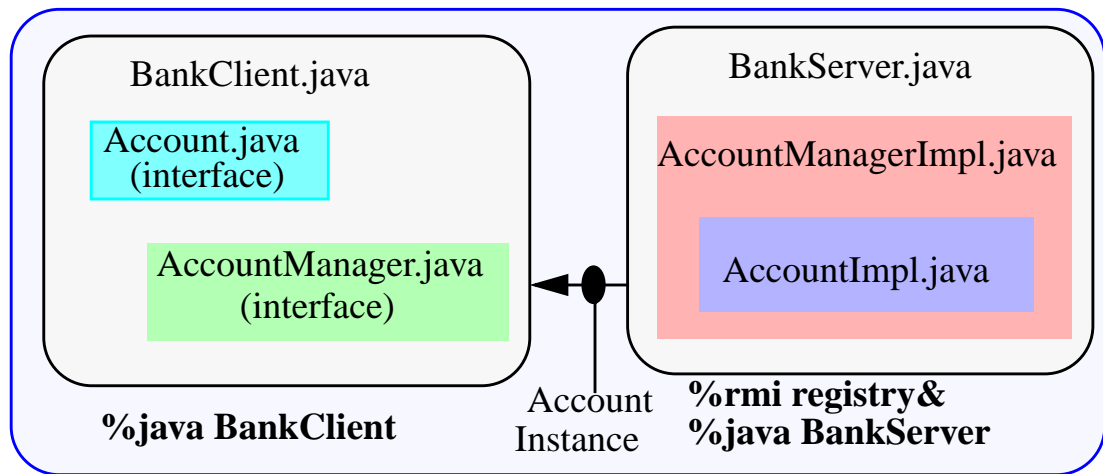 BankClient.java
Account.java
(interface)
AccountManager.java
(interface)
%java BankClient
Account
Instance
BankServer.java
AccountManagerImpl.java
AccountImpl.java
%rmi registry&
%java BankServer